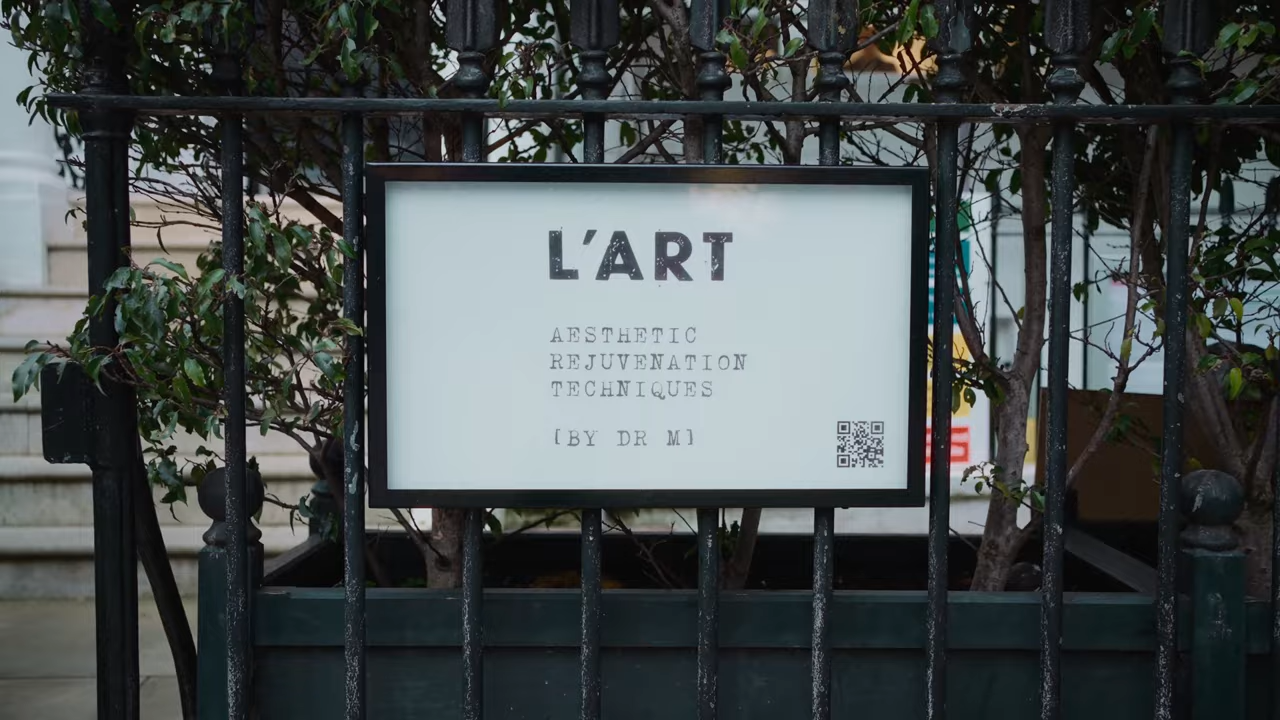 L'ART
AESTHETIC
REJUVENATION
TECHNIQUES
[BY DR M]